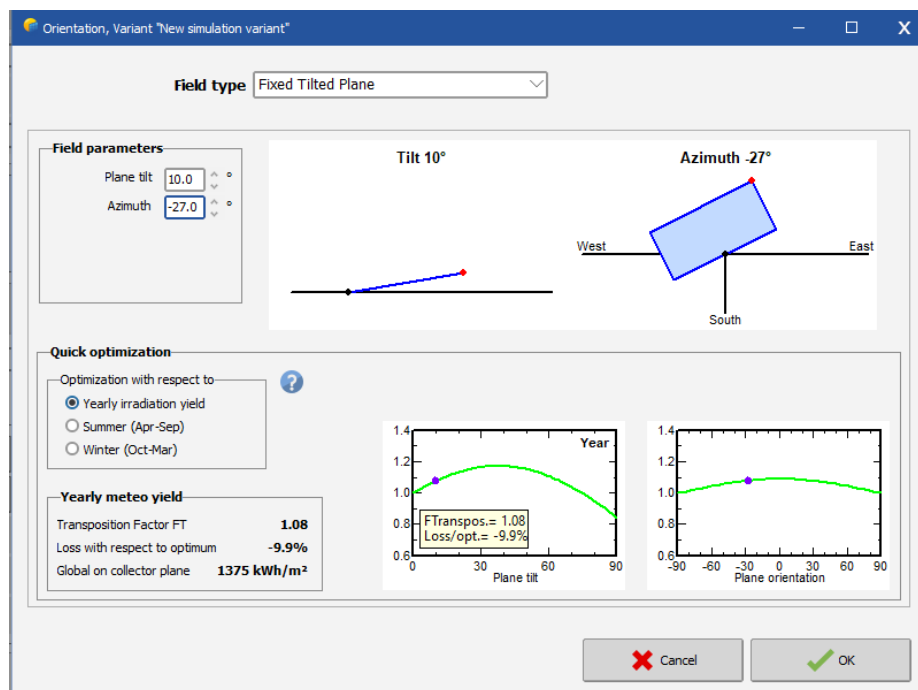 Orientation, Variant "New simulation variant"
Field type Fixed Tilted Plane
Field parameters
Plane tilt 10.0 °
Azimuth -27.0 °
Tilt 10°
Azimuth -27°
West East
South
Quick optimization
Optimization with respect to
Yearly irradiation yield
Summer (Apr-Sep)
Winter (Oct-Mar)
?
Yearly meteo yield
Transposition Factor FT 1.08
Loss with respect to optimum -9.9%
Global on collector plane 1375 kWh/m²
Year
1.4
1.2
1.0
0.8
0.6
FTranspos.= 1.08
Loss/opt.= -9.9%
0 30 60 90
Plane tilt
1.4
1.2
1.0
0.8
0.6
-90 -60 -30 0 30 60 90
Plane orientation
Cancel
OK